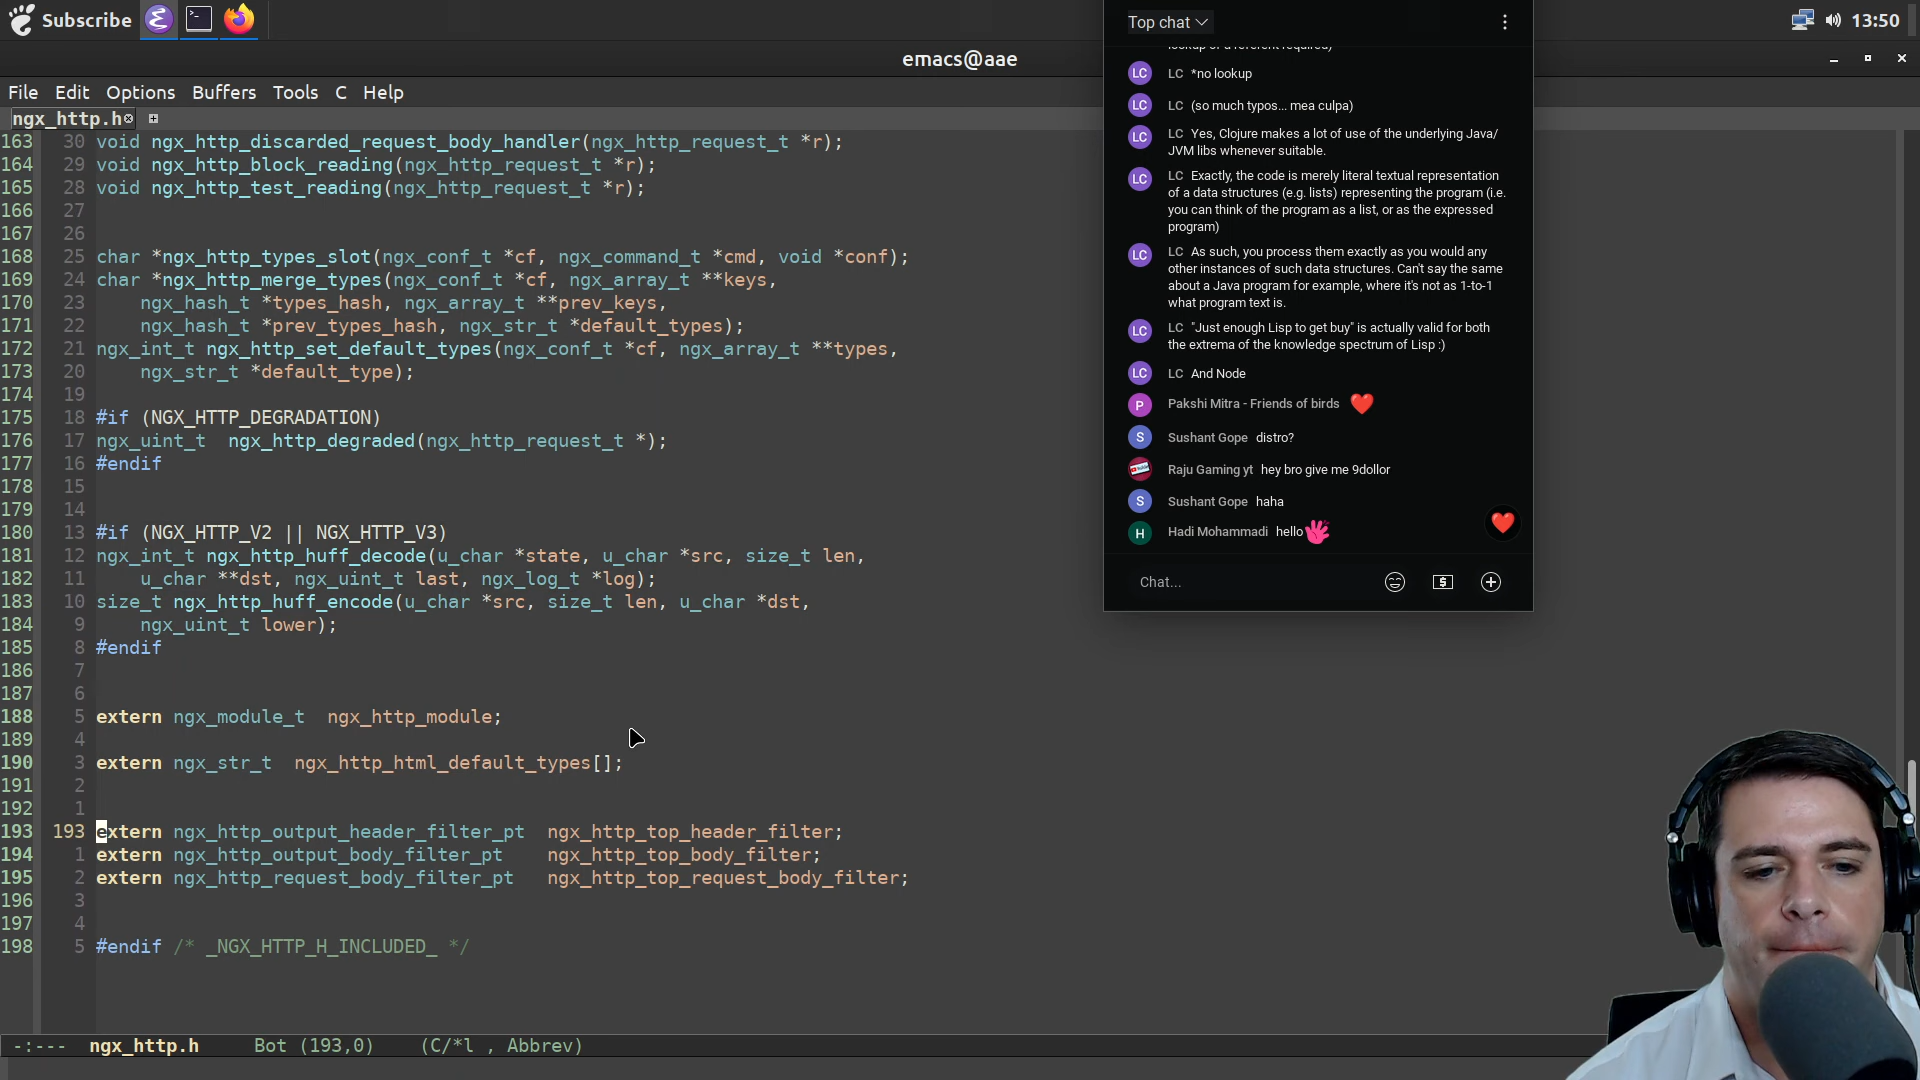 Subscribe
13:50
emacs@aae
File Edit Options Buffers Tools C Help
ngx_http.h
163 30 void ngx_http_discarded_request_body_handler(ngx_http_request_t *r);
164 29 void ngx_http_block_reading(ngx_http_request_t *r);
165 28 void ngx_http_test_reading(ngx_http_request_t *r);
166 27
167 26
168 25 char *ngx_http_types_slot(ngx_conf_t *cf, ngx_command_t *cmd, void *conf);
169 24 char *ngx_http_merge_types(ngx_conf_t *cf, ngx_array_t **keys,
170 23 ngx_hash_t *types_hash, ngx_array_t **prev_keys,
171 22 ngx_hash_t *prev_types_hash, ngx_str_t *default_types);
172 21 ngx_int_t ngx_http_set_default_types(ngx_conf_t *cf, ngx_array_t **types,
173 20 ngx_str_t *default_type);
174 19
175 18 #if (NGX_HTTP_DEGRADATION)
176 17 ngx_uint_t ngx_http_degraded(ngx_http_request_t *);
177 16 #endif
178 15
179 14
180 13 #if (NGX_HTTP_V2 || NGX_HTTP_V3)
181 12 ngx_int_t ngx_http_huff_decode(u_char *state, u_char *src, size_t len,
182 11 u_char **dst, ngx_uint_t last, ngx_log_t *log);
183 10 size_t ngx_http_huff_encode(u_char *src, size_t len, u_char *dst,
184 9 ngx_uint_t lower);
185 8 #endif
186 7
187 6
188 5 extern ngx_module_t ngx_http_module;
189 4
190 3 extern ngx_str_t ngx_http_html_default_types[];
191 2
192 1
193 193 extern ngx_http_output_header_filter_pt ngx_http_top_header_filter;
194 1 extern ngx_http_output_body_filter_pt ngx_http_top_body_filter;
195 2 extern ngx_http_request_body_filter_pt ngx_http_top_request_body_filter;
196 3
197 4
198 5 #endif /* _NGX_HTTP_H_INCLUDED_ */
-:--- ngx_http.h Bot (193,0) (C/*l , Abbrev)
Top chat
lookup of a referent required)
LC LC *no lookup
LC LC (so much typos... mea culpa)
LC LC Yes, Clojure makes a lot of use of the underlying Java/
JVM libs whenever suitable.
LC LC Exactly, the code is merely literal textual representation
of a data structures (e.g. lists) representing the program (i.e.
you can think of the program as a list, or as the expressed
program)
LC LC As such, you process them exactly as you would any
other instances of such data structures. Can't say the same
about a Java program for example, where it's not as 1-to-1
what program text is.
LC LC "Just enough Lisp to get buy" is actually valid for both
the extrema of the knowledge spectrum of Lisp :)
LC LC And Node
P Pakshi Mitra - Friends of birds ❤️
S Sushant Gope distro?
Raju Gaming yt hey bro give me 9dollor
S Sushant Gope haha
H Hadi Mohammadi hello
Chat...